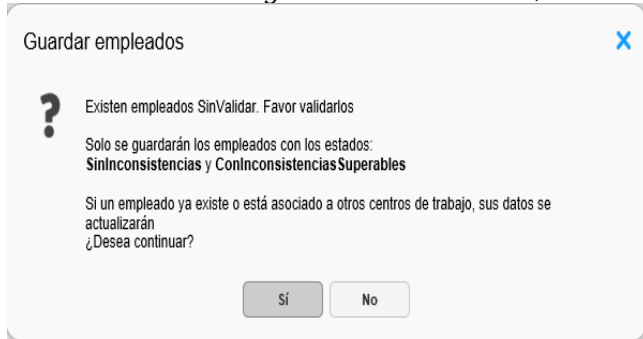 Guardar empleados
Existen empleados SinValidar. Favor validarlos
Solo se guardarán los empleados con los estados:
SinInconsistencias y ConInconsistenciasSuperables
Si un empleado ya existe o está asociado a otros centros de trabajo, sus datos se
actualizarán
¿Desea continuar?
Sí No